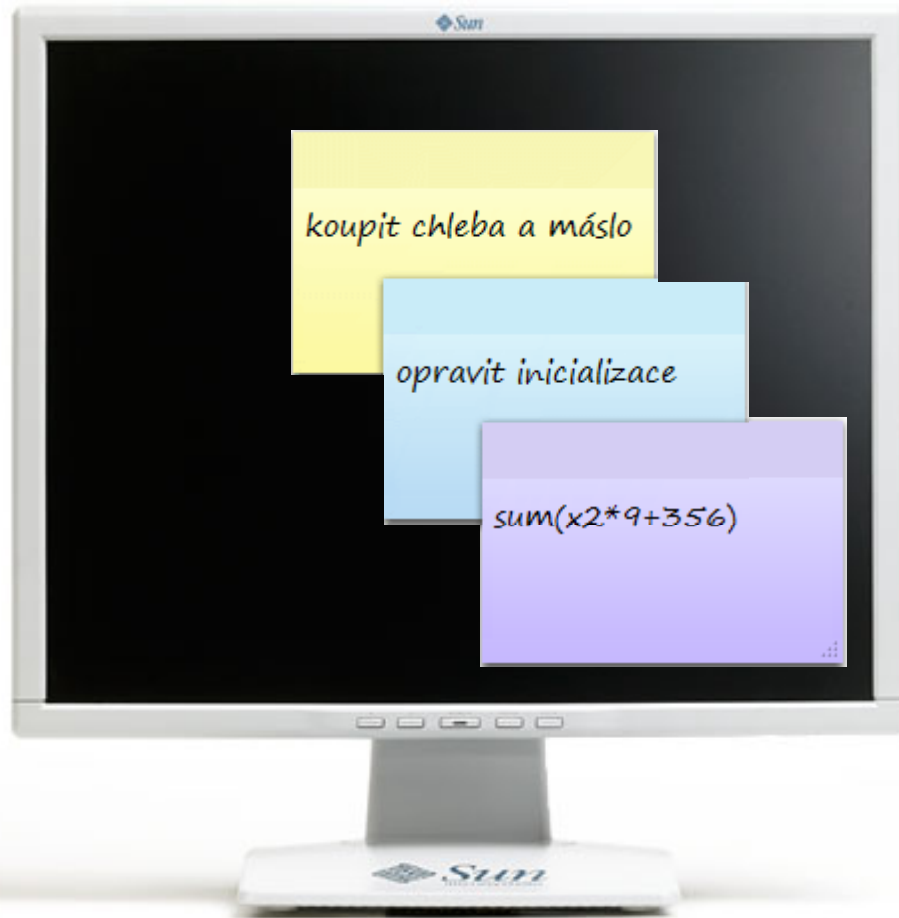 Sun
koupit chleba a máslo
opravit inicializace
sum(x2*9+356)
Sun